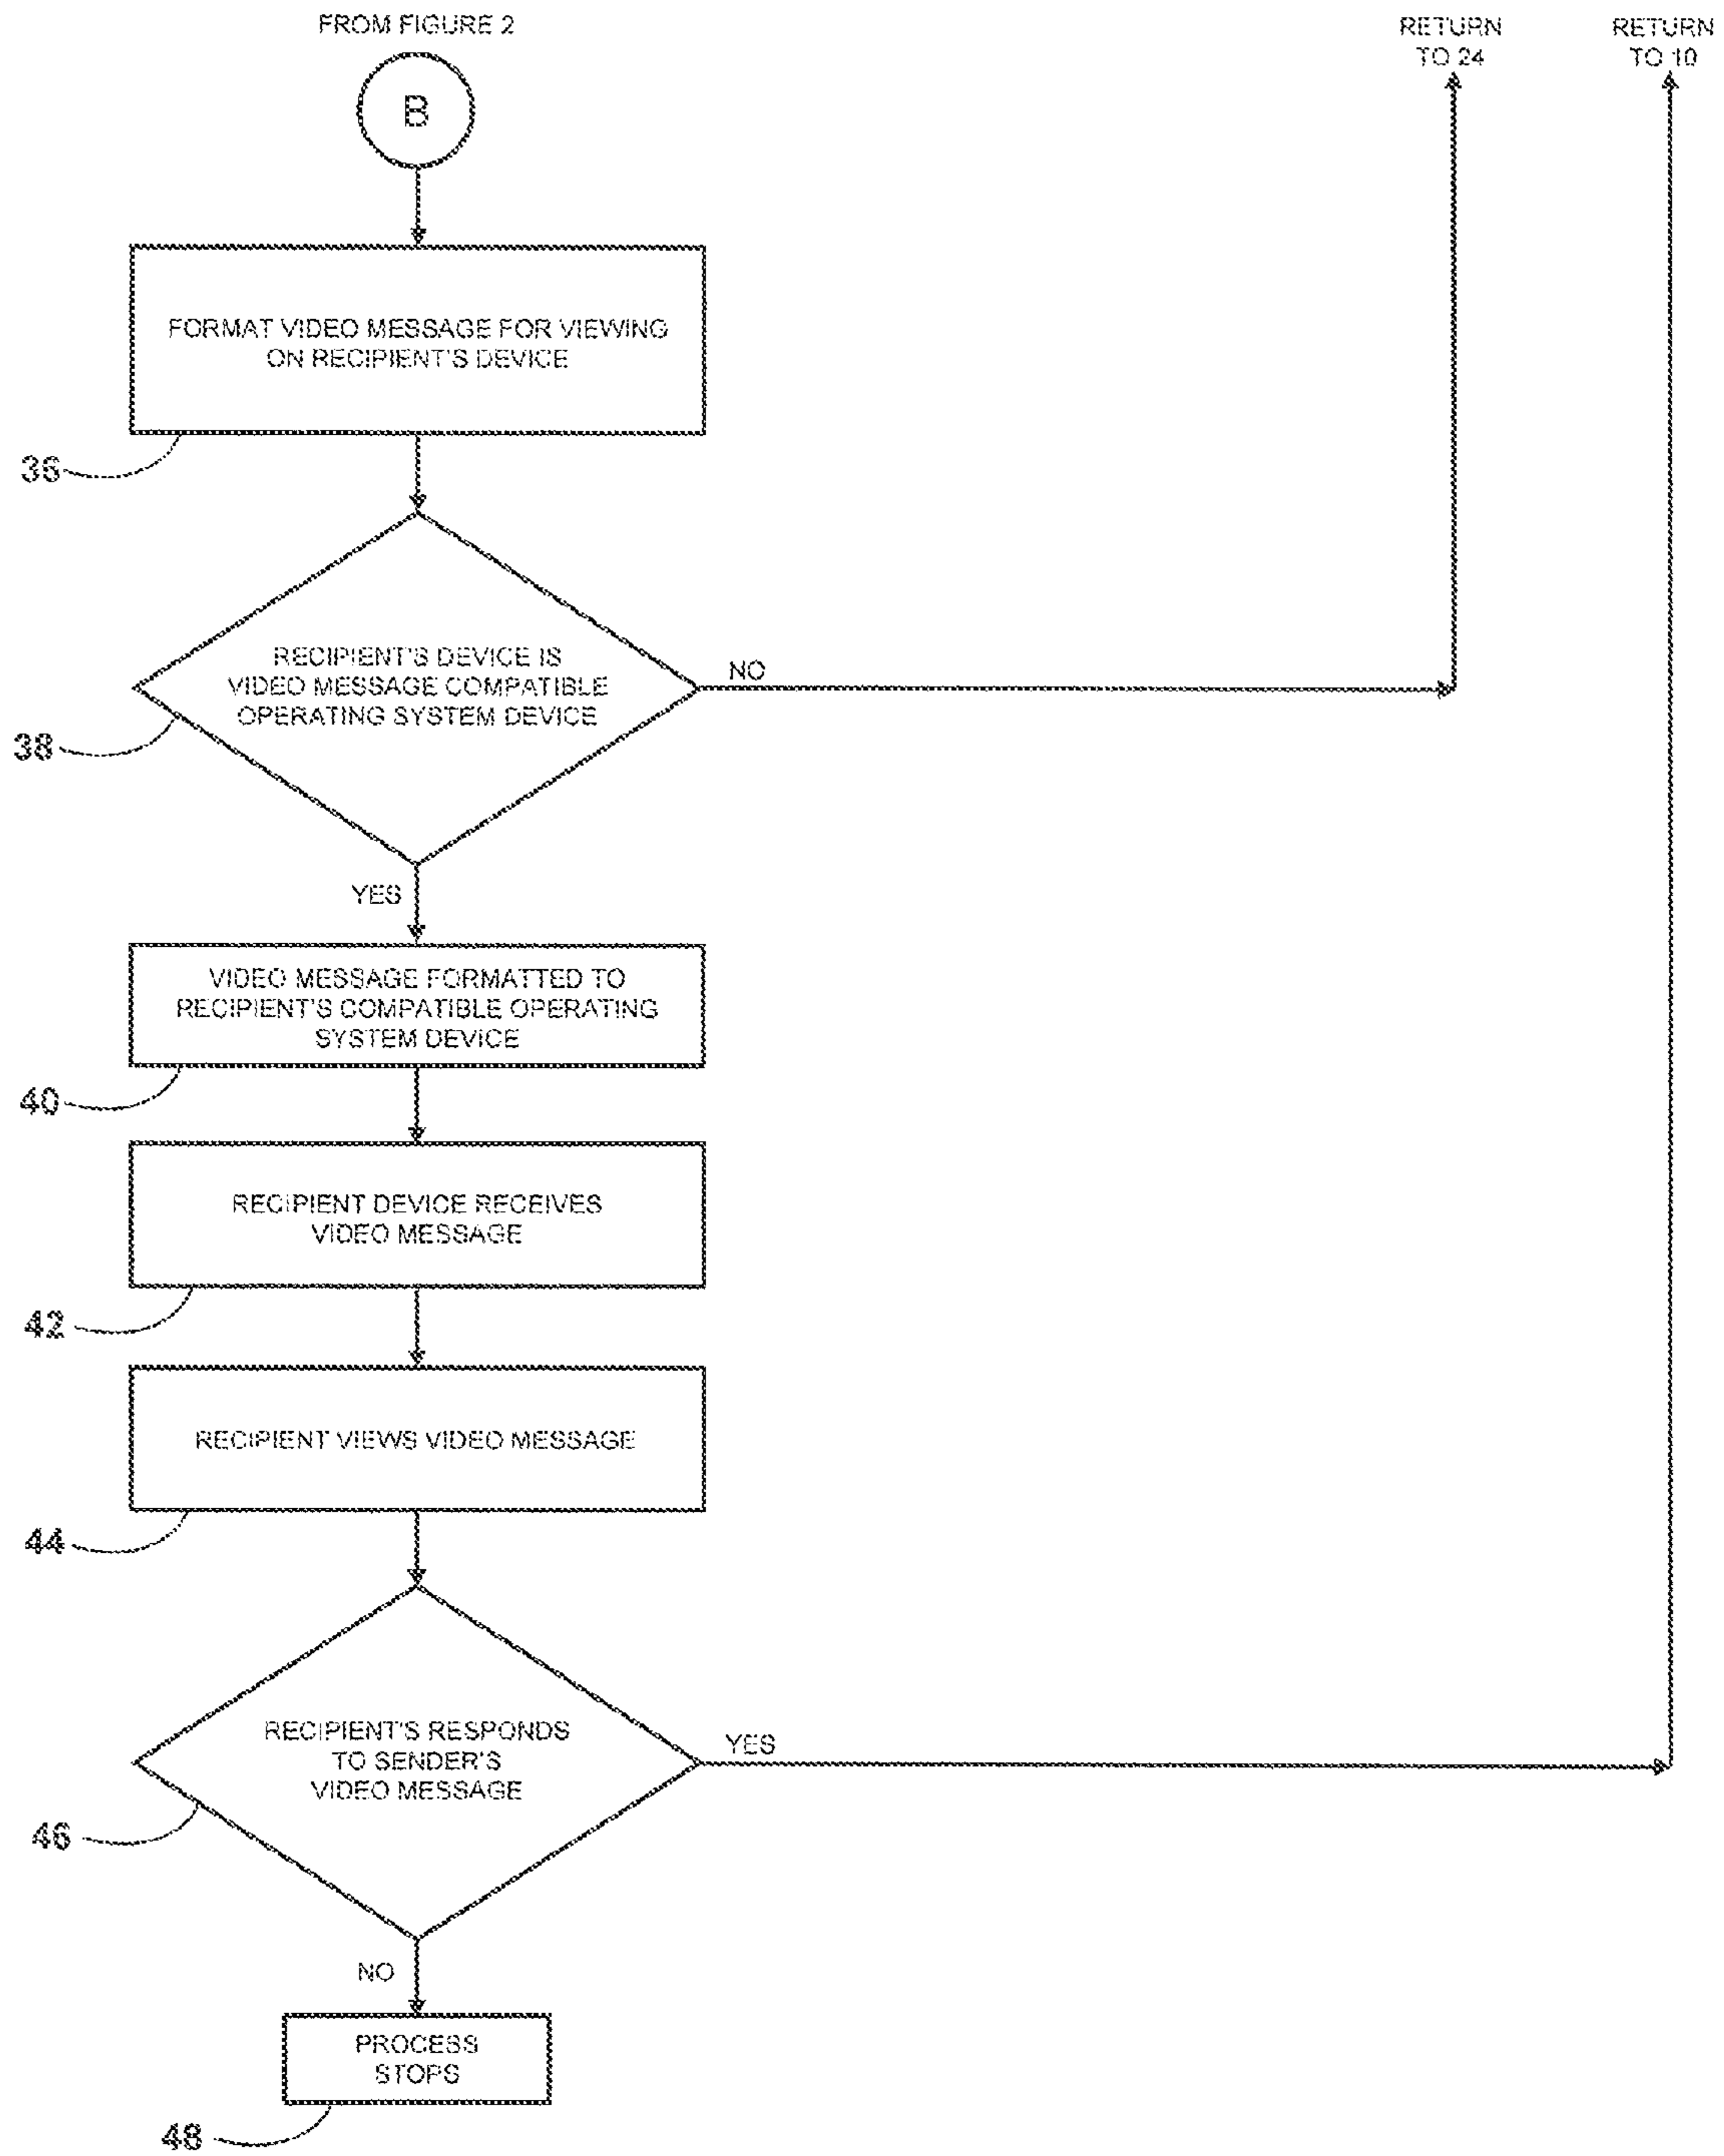 FROM FIGURE 2
RETURN
TO 24
RETURN
TO 10
B
FORMAT VIDEO MESSAGE FOR VIEWING
ON RECIPIENT'S DEVICE
36
RECIPIENT'S DEVICE IS
VIDEO MESSAGE COMPATIBLE
OPERATING SYSTEM DEVICE
NO
38
YES
VIDEO MESSAGE FORMATTED TO
RECIPIENT'S COMPATIBLE OPERATING
SYSTEM DEVICE
40
RECIPIENT DEVICE RECEIVES
VIDEO MESSAGE
42
RECIPIENT VIEWS VIDEO MESSAGE
44
RECIPIENT'S RESPONDS
TO SENDER'S
VIDEO MESSAGE
YES
46
NO
PROCESS
STOPS
48